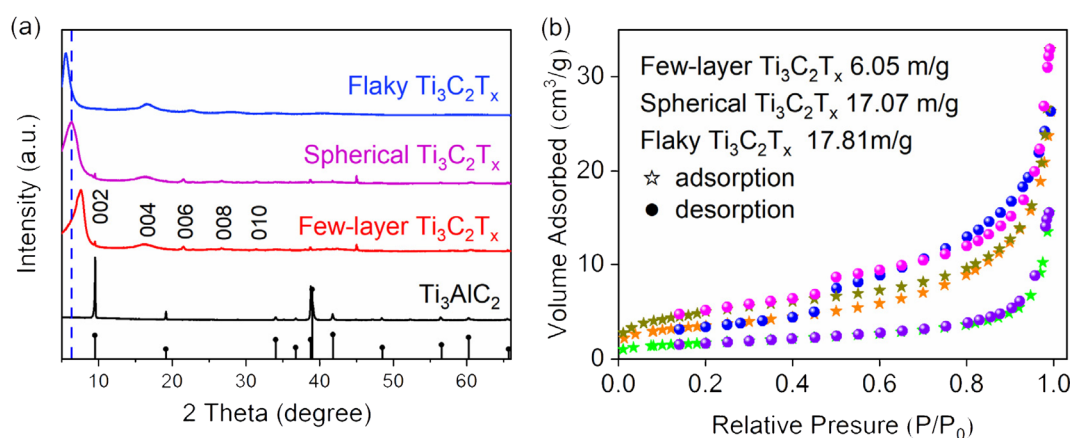 (a)
Intensity (a.u.)
Flaky Ti₃C₂Tₓ
Spherical Ti₃C₂Tₓ
002
004
006
008
010
Few-layer Ti₃C₂Tₓ
Ti₃AlC₂
10 20 30 40 50 60
2 Theta (degree)
(b)
Volume Adsorbed (cm³/g)
30
20
10
0
Few-layer Ti₃C₂Tₓ 6.05 m/g
Spherical Ti₃C₂Tₓ 17.07 m/g
Flaky Ti₃C₂Tₓ 17.81m/g
☆ adsorption
● desorption
0.0 0.2 0.4 0.6 0.8 1.0
Relative Presure (P/P₀)